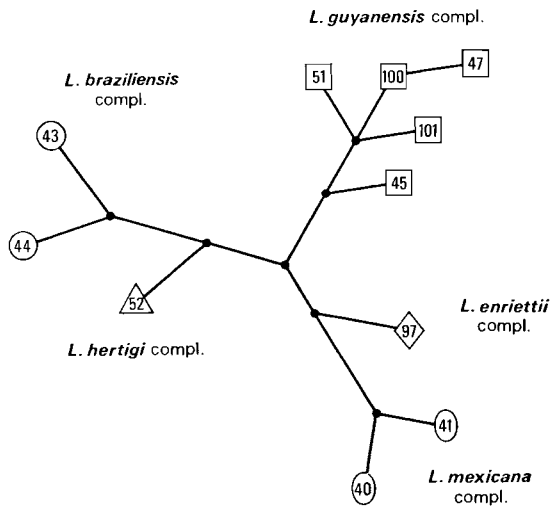 L. guyanensis compl.
51
100
47
L. braziliensis
compl.
43
101
45
44
52
L. enriettii
compl.
97
L. hertigi compl.
41
L. mexicana
compl.
40